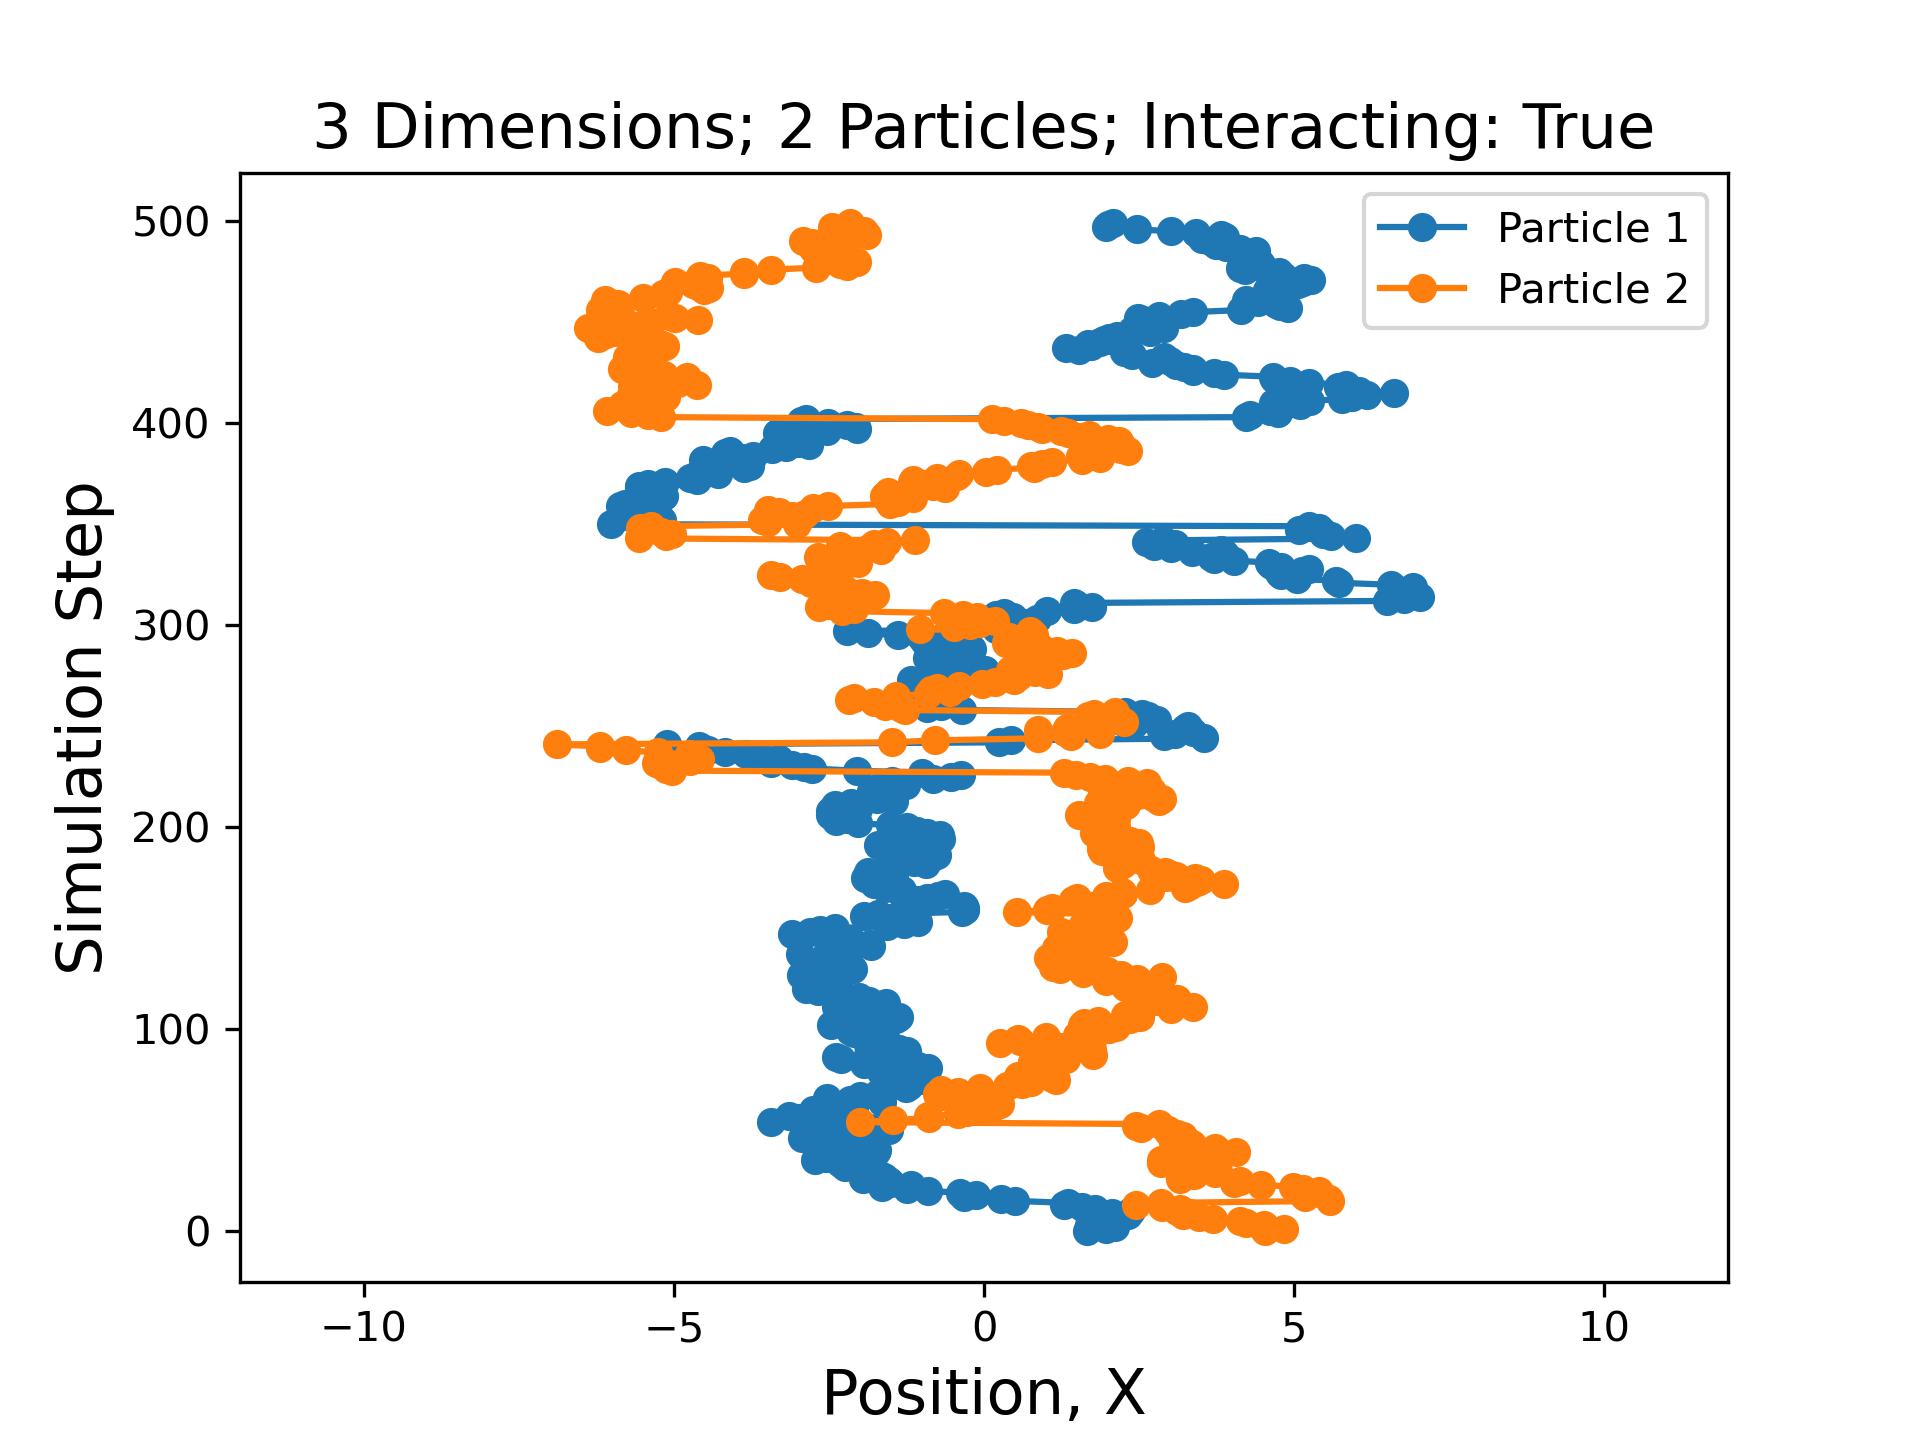 3 Dimensions; 2 Particles; Interacting: True
Particle 1
Particle 2
Simulation Step
500
400
300
200
100
0
−10
−5
0
5
10
Position, X